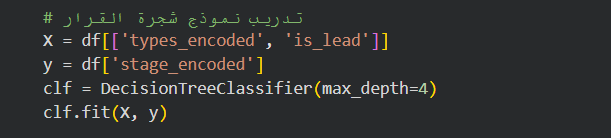 # تدريب نموذج شجرة القرار
X = df[['types_encoded', 'is_lead']]
y = df['stage_encoded']
clf = DecisionTreeClassifier(max_depth=4)
clf.fit(X, y)